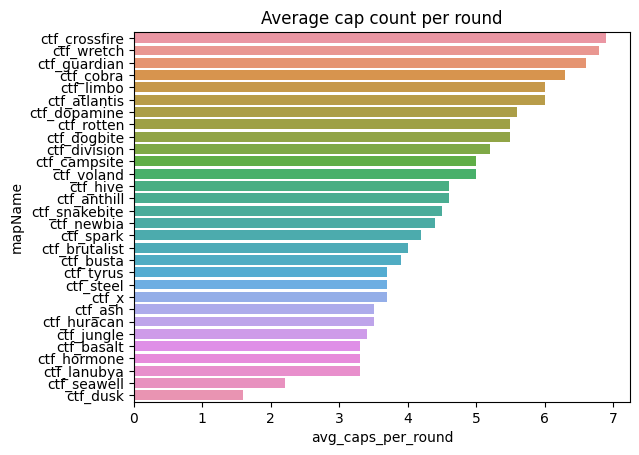 Average cap count per round
mapName
ctf_crossfire
ctf_wretch
ctf_guardian
ctf_cobra
ctf_limbo
ctf_atlantis
ctf_dopamine
ctf_rotten
ctf_dogbite
ctf_division
ctf_campsite
ctf_voland
ctf_hive
ctf_anthill
ctf_snakebite
ctf_newbia
ctf_spark
ctf_brutalist
ctf_busta
ctf_tyrus
ctf_steel
ctf_x
ctf_ash
ctf_huracan
ctf_jungle
ctf_basalt
ctf_hormone
ctf_lanubya
ctf_seawell
ctf_dusk
0 1 2 3 4 5 6 7
avg_caps_per_round